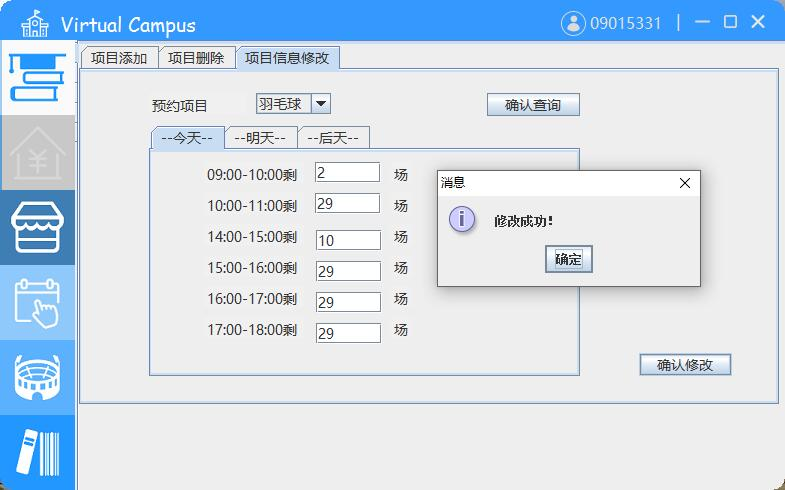 Virtual Campus
09015331
项目添加 项目删除 项目信息修改
预约项目 羽毛球 确认查询
--今天-- --明天-- --后天--
09:00-10:00剩 2 场
10:00-11:00剩 29 场
14:00-15:00剩 10 场
15:00-16:00剩 29 场
16:00-17:00剩 29 场
17:00-18:00剩 29 场
消息
修改成功!
确定
确认修改